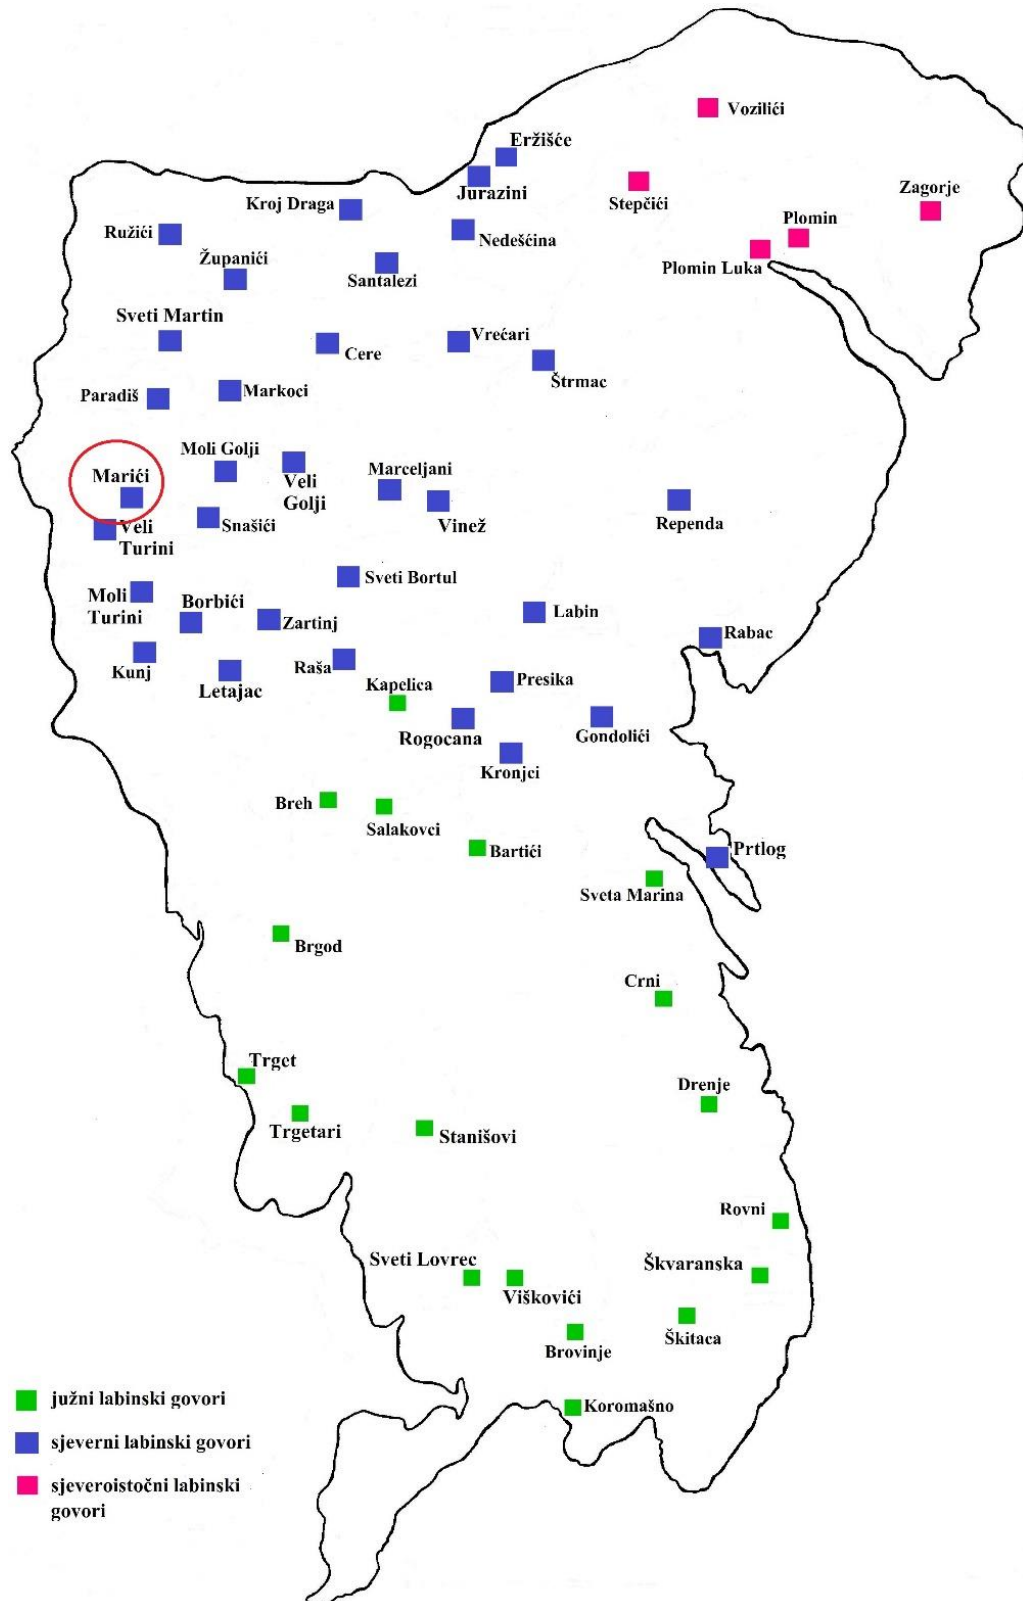 Vozilići
Eržišće
Jurazini
Stepčići
Zagorje
Kroj Draga
Plomin
Ružići
Nedešćina
Županići
Santalezi
Plomin Luka
Sveti Martin
Vrećari
Cere
Štrmac
Paradiš
Markoci
Moli Golji
Marići
Veli
Golji
Marceljani
Vinež
Rependa
Snašići
Veli
Turini
Sveti Bortul
Moli
Turini
Borbići
Zartinj
Labin
Rabac
Kunj
Raša
Letajac
Kapelica
Presika
Rogocana
Gondolići
Kronjci
Breh
Salakovci
Bartići
Prtlog
Sveta Marina
Brgod
Crni
Trget
Drenje
Trgetari
Stanišovi
Rovni
Sveti Lovrec
Škvaranska
Viškovići
Škitaca
Brovinje
Koromašno
južni labinski govori
sjeverni labinski govori
sjeveroistočni labinski
govori